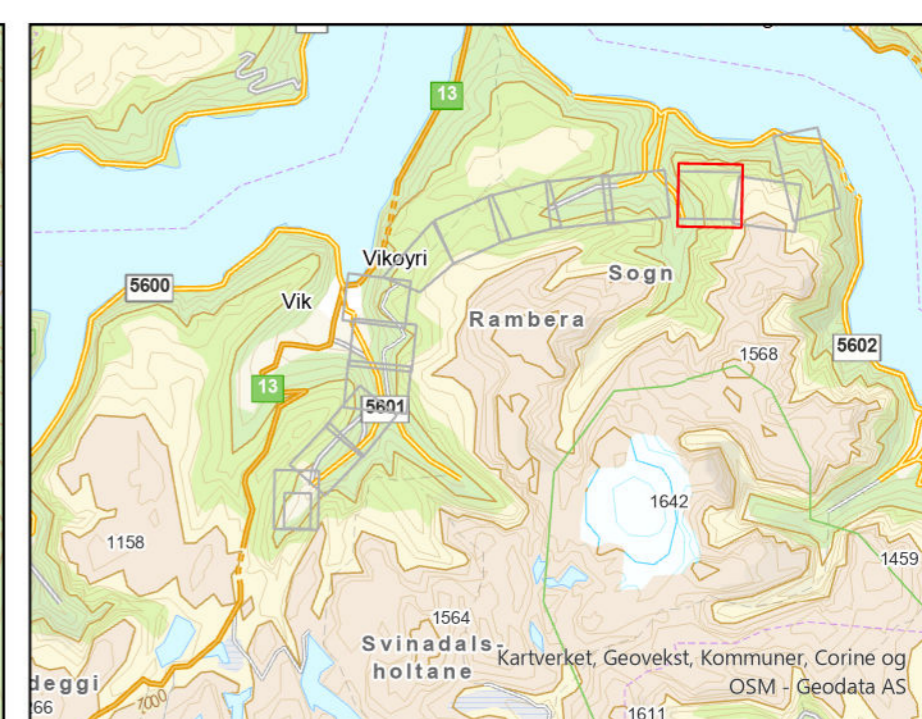 13
Vikøyri
5600
Vik
Sogn
Rambera
1568
5602
13
5601
1642
1158
1459
1564
Svinadals-
holtane
Kartverket, Geovekst, Kommuner, Corine og
OSM - Geodata AS
deggi
66
1000
1611